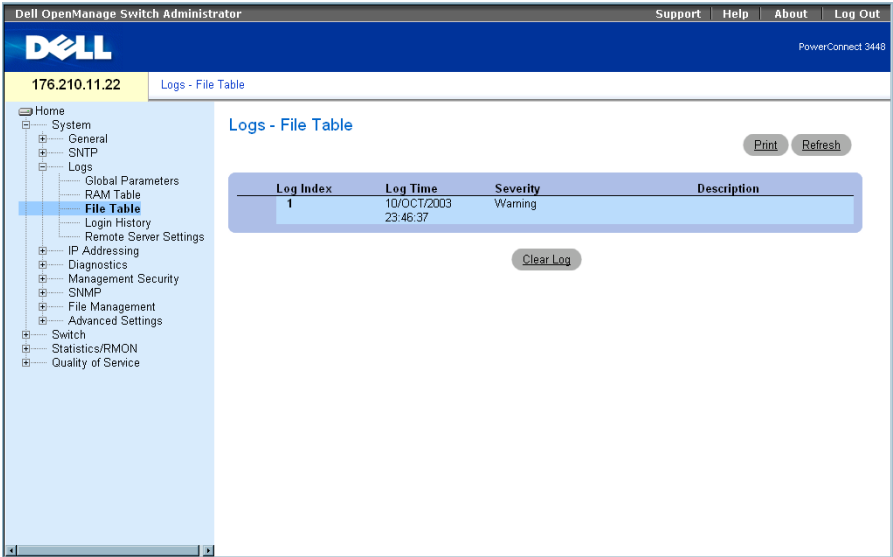 Dell OpenManage Switch Administrator
Support Help About Log Out
DELL
PowerConnect 3448
176.210.11.22
Logs - File Table
Home
System
General
SNTP
Logs
Global Parameters
RAM Table
File Table
Login History
Remote Server Settings
IP Addressing
Diagnostics
Management Security
SNMP
File Management
Advanced Settings
Switch
Statistics/RMON
Quality of Service
Logs - File Table
Print Refresh
Log Index Log Time Severity Description
1 10/OCT/2003 Warning
23:46:37
Clear Log